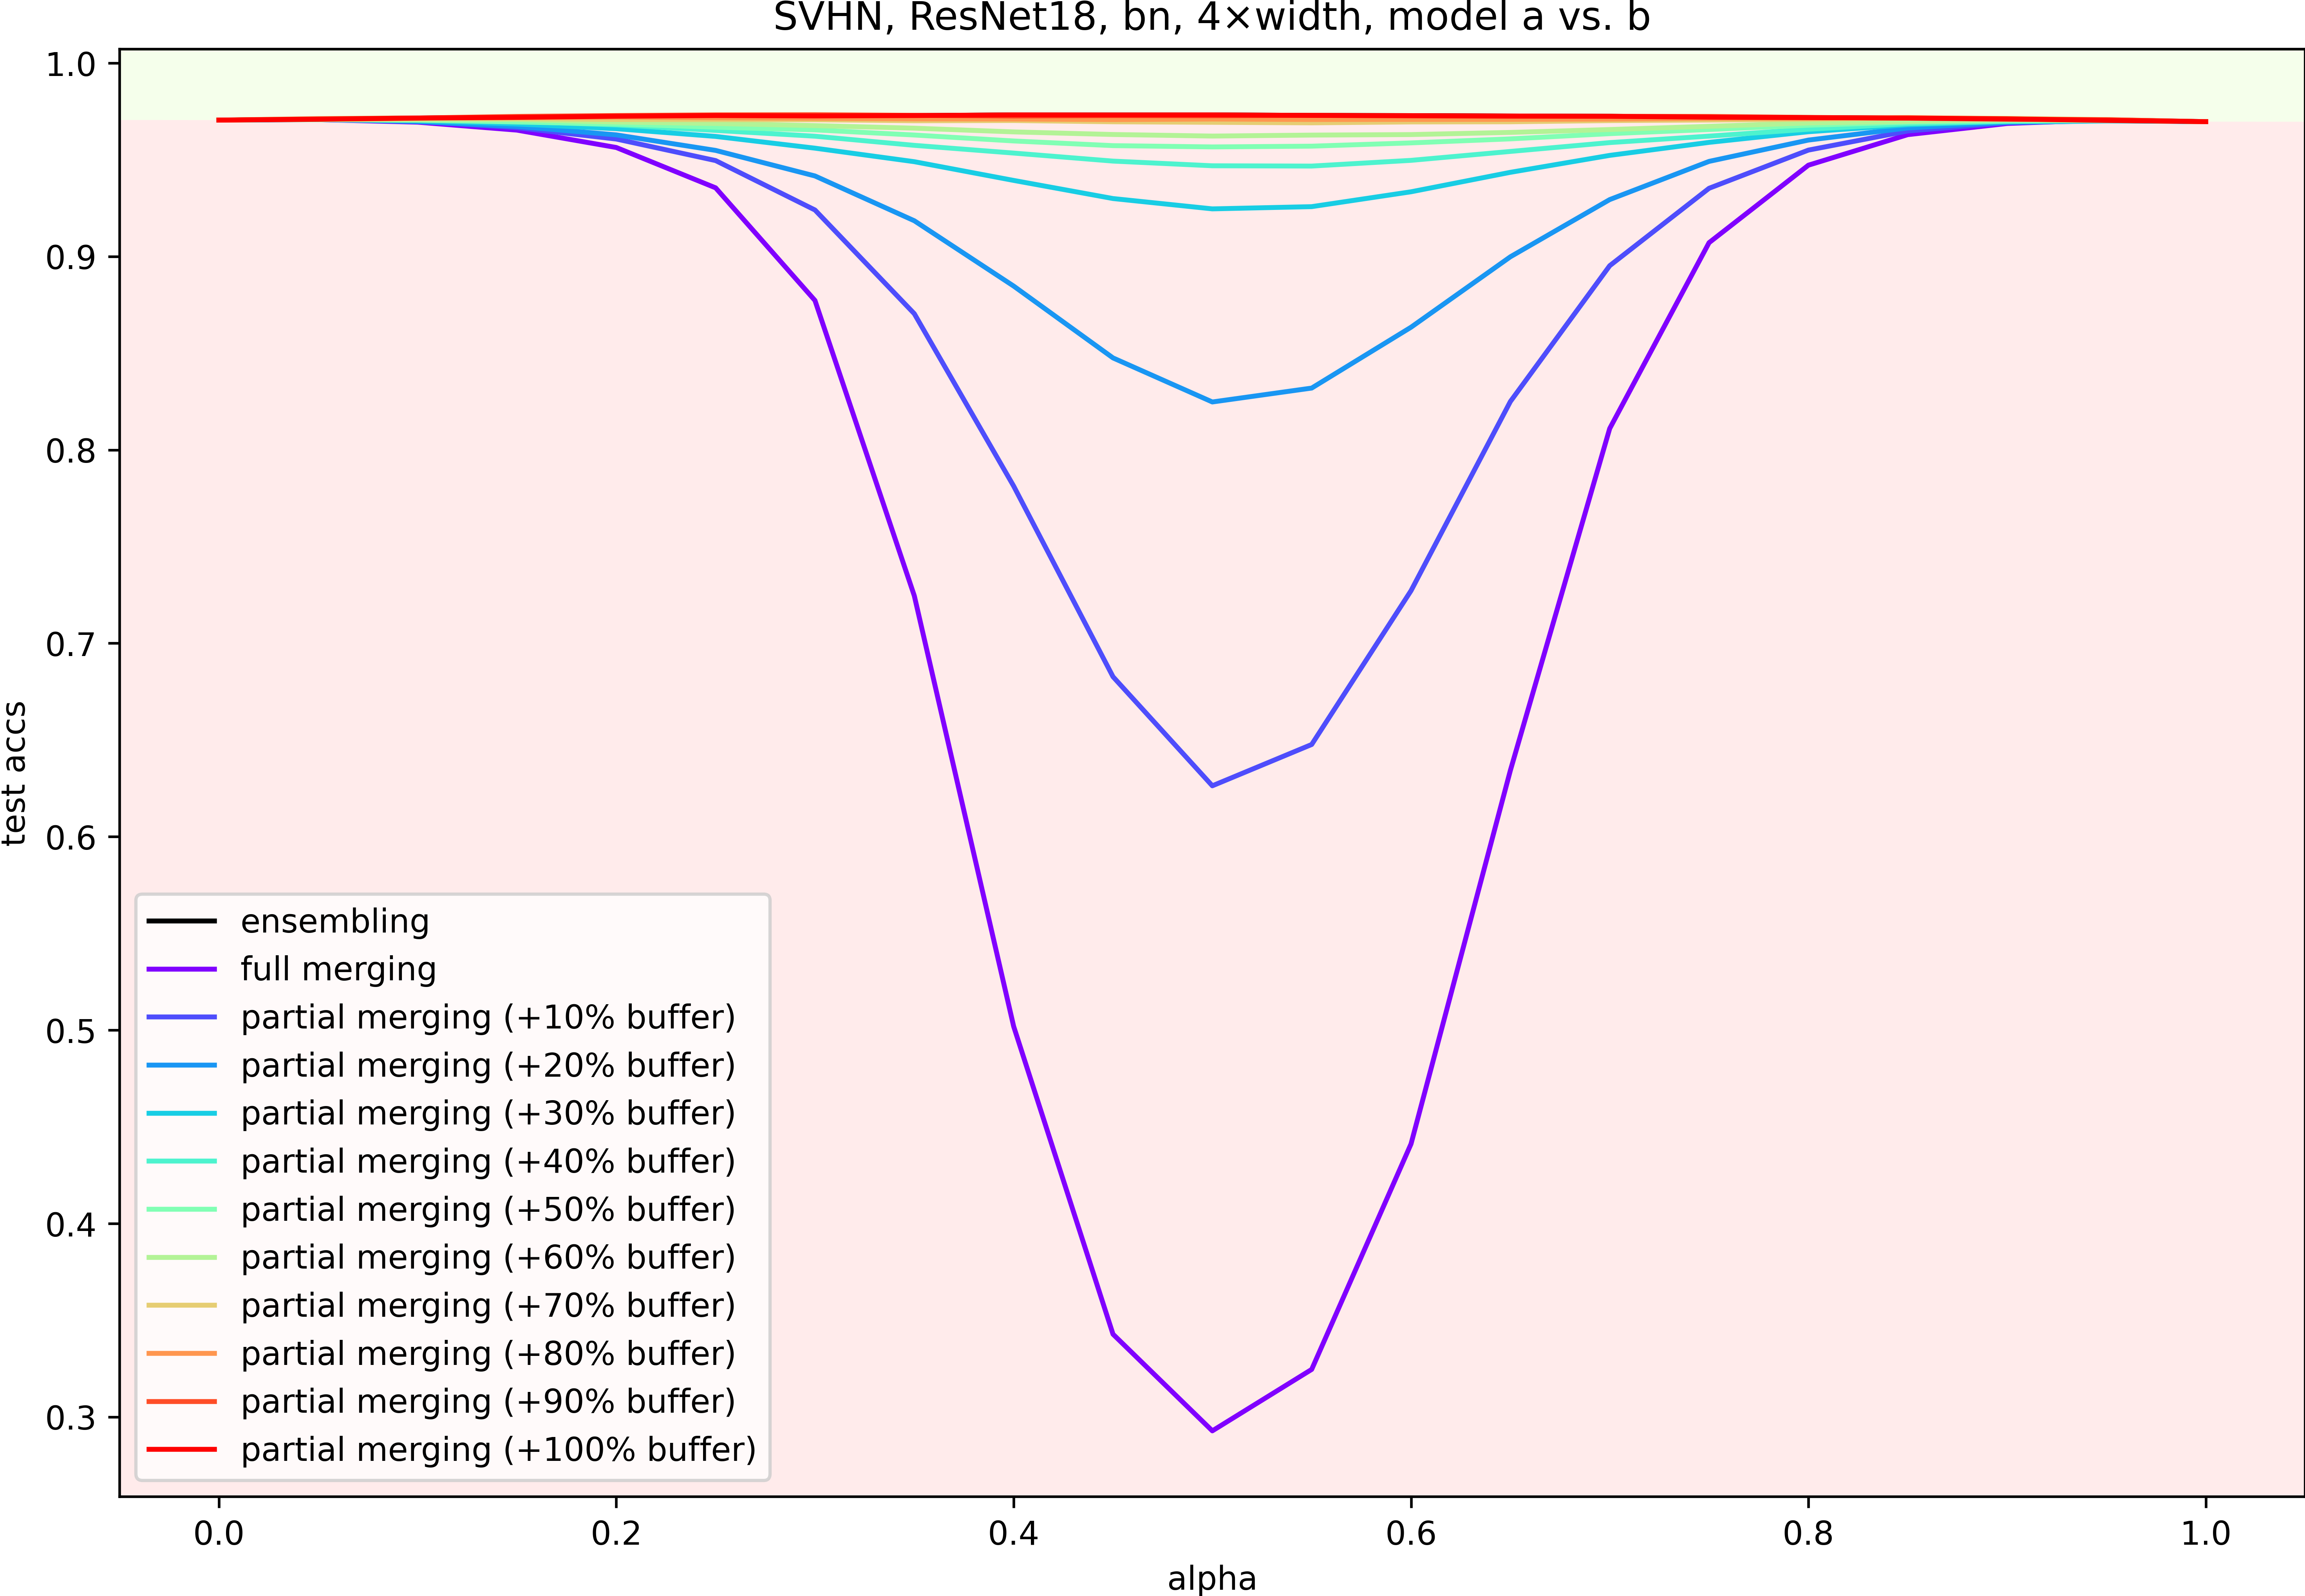 SVHN, ResNet18, bn, 4×width, model a vs. b
1.0
0.9
0.8
0.7
0.6
0.5
0.4
0.3
test accs
ensembling
full merging
partial merging (+10% buffer)
partial merging (+20% buffer)
partial merging (+30% buffer)
partial merging (+40% buffer)
partial merging (+50% buffer)
partial merging (+60% buffer)
partial merging (+70% buffer)
partial merging (+80% buffer)
partial merging (+90% buffer)
partial merging (+100% buffer)
0.0 0.2 0.4 0.6 0.8 1.0
alpha